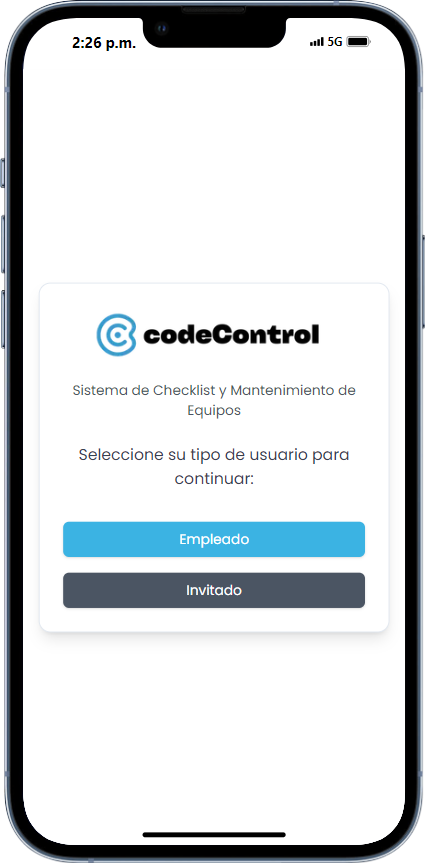 2:26 p.m.
5G
codeControl
Sistema de Checklist y Mantenimiento de
Equipos
Seleccione su tipo de usuario para
continuar:
Empleado
Invitado